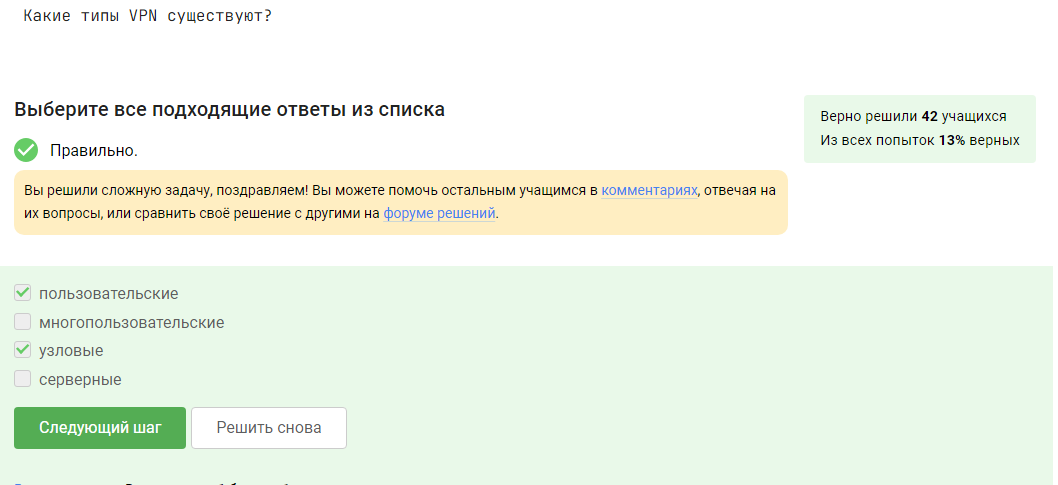 Какие типы VPN существуют?
Выберите все подходящие ответы из списка
Верно решили 42 учащихся
Из всех попыток 13% верных
Правильно.
Вы решили сложную задачу, поздравляем! Вы можете помочь остальным учащимся в комментариях, отвечая на
их вопросы, или сравнить своё решение с другими на форуме решений.
пользовательские
многопользовательские
узловые
серверные
Следующий шаг
Решить снова